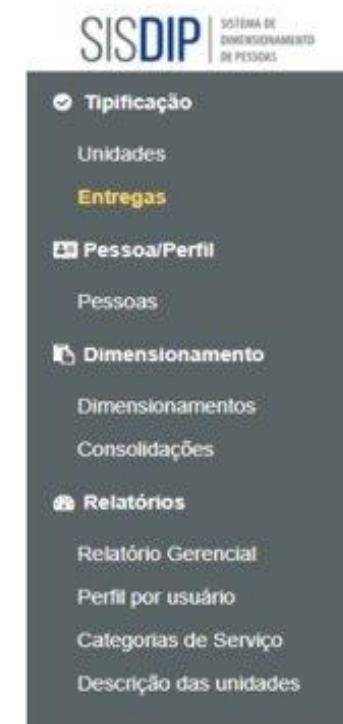 SISDIP
SISTEMA DE
DIMENSIONAMENTO
DE PESSOAS
Tipificação
Unidades
Entregas
Pessoa/Perfil
Pessoas
Dimensionamento
Dimensionamentos
Consolidações
Relatórios
Relatório Gerencial
Perfil por usuário
Categorias de Serviço
Descrição das unidades